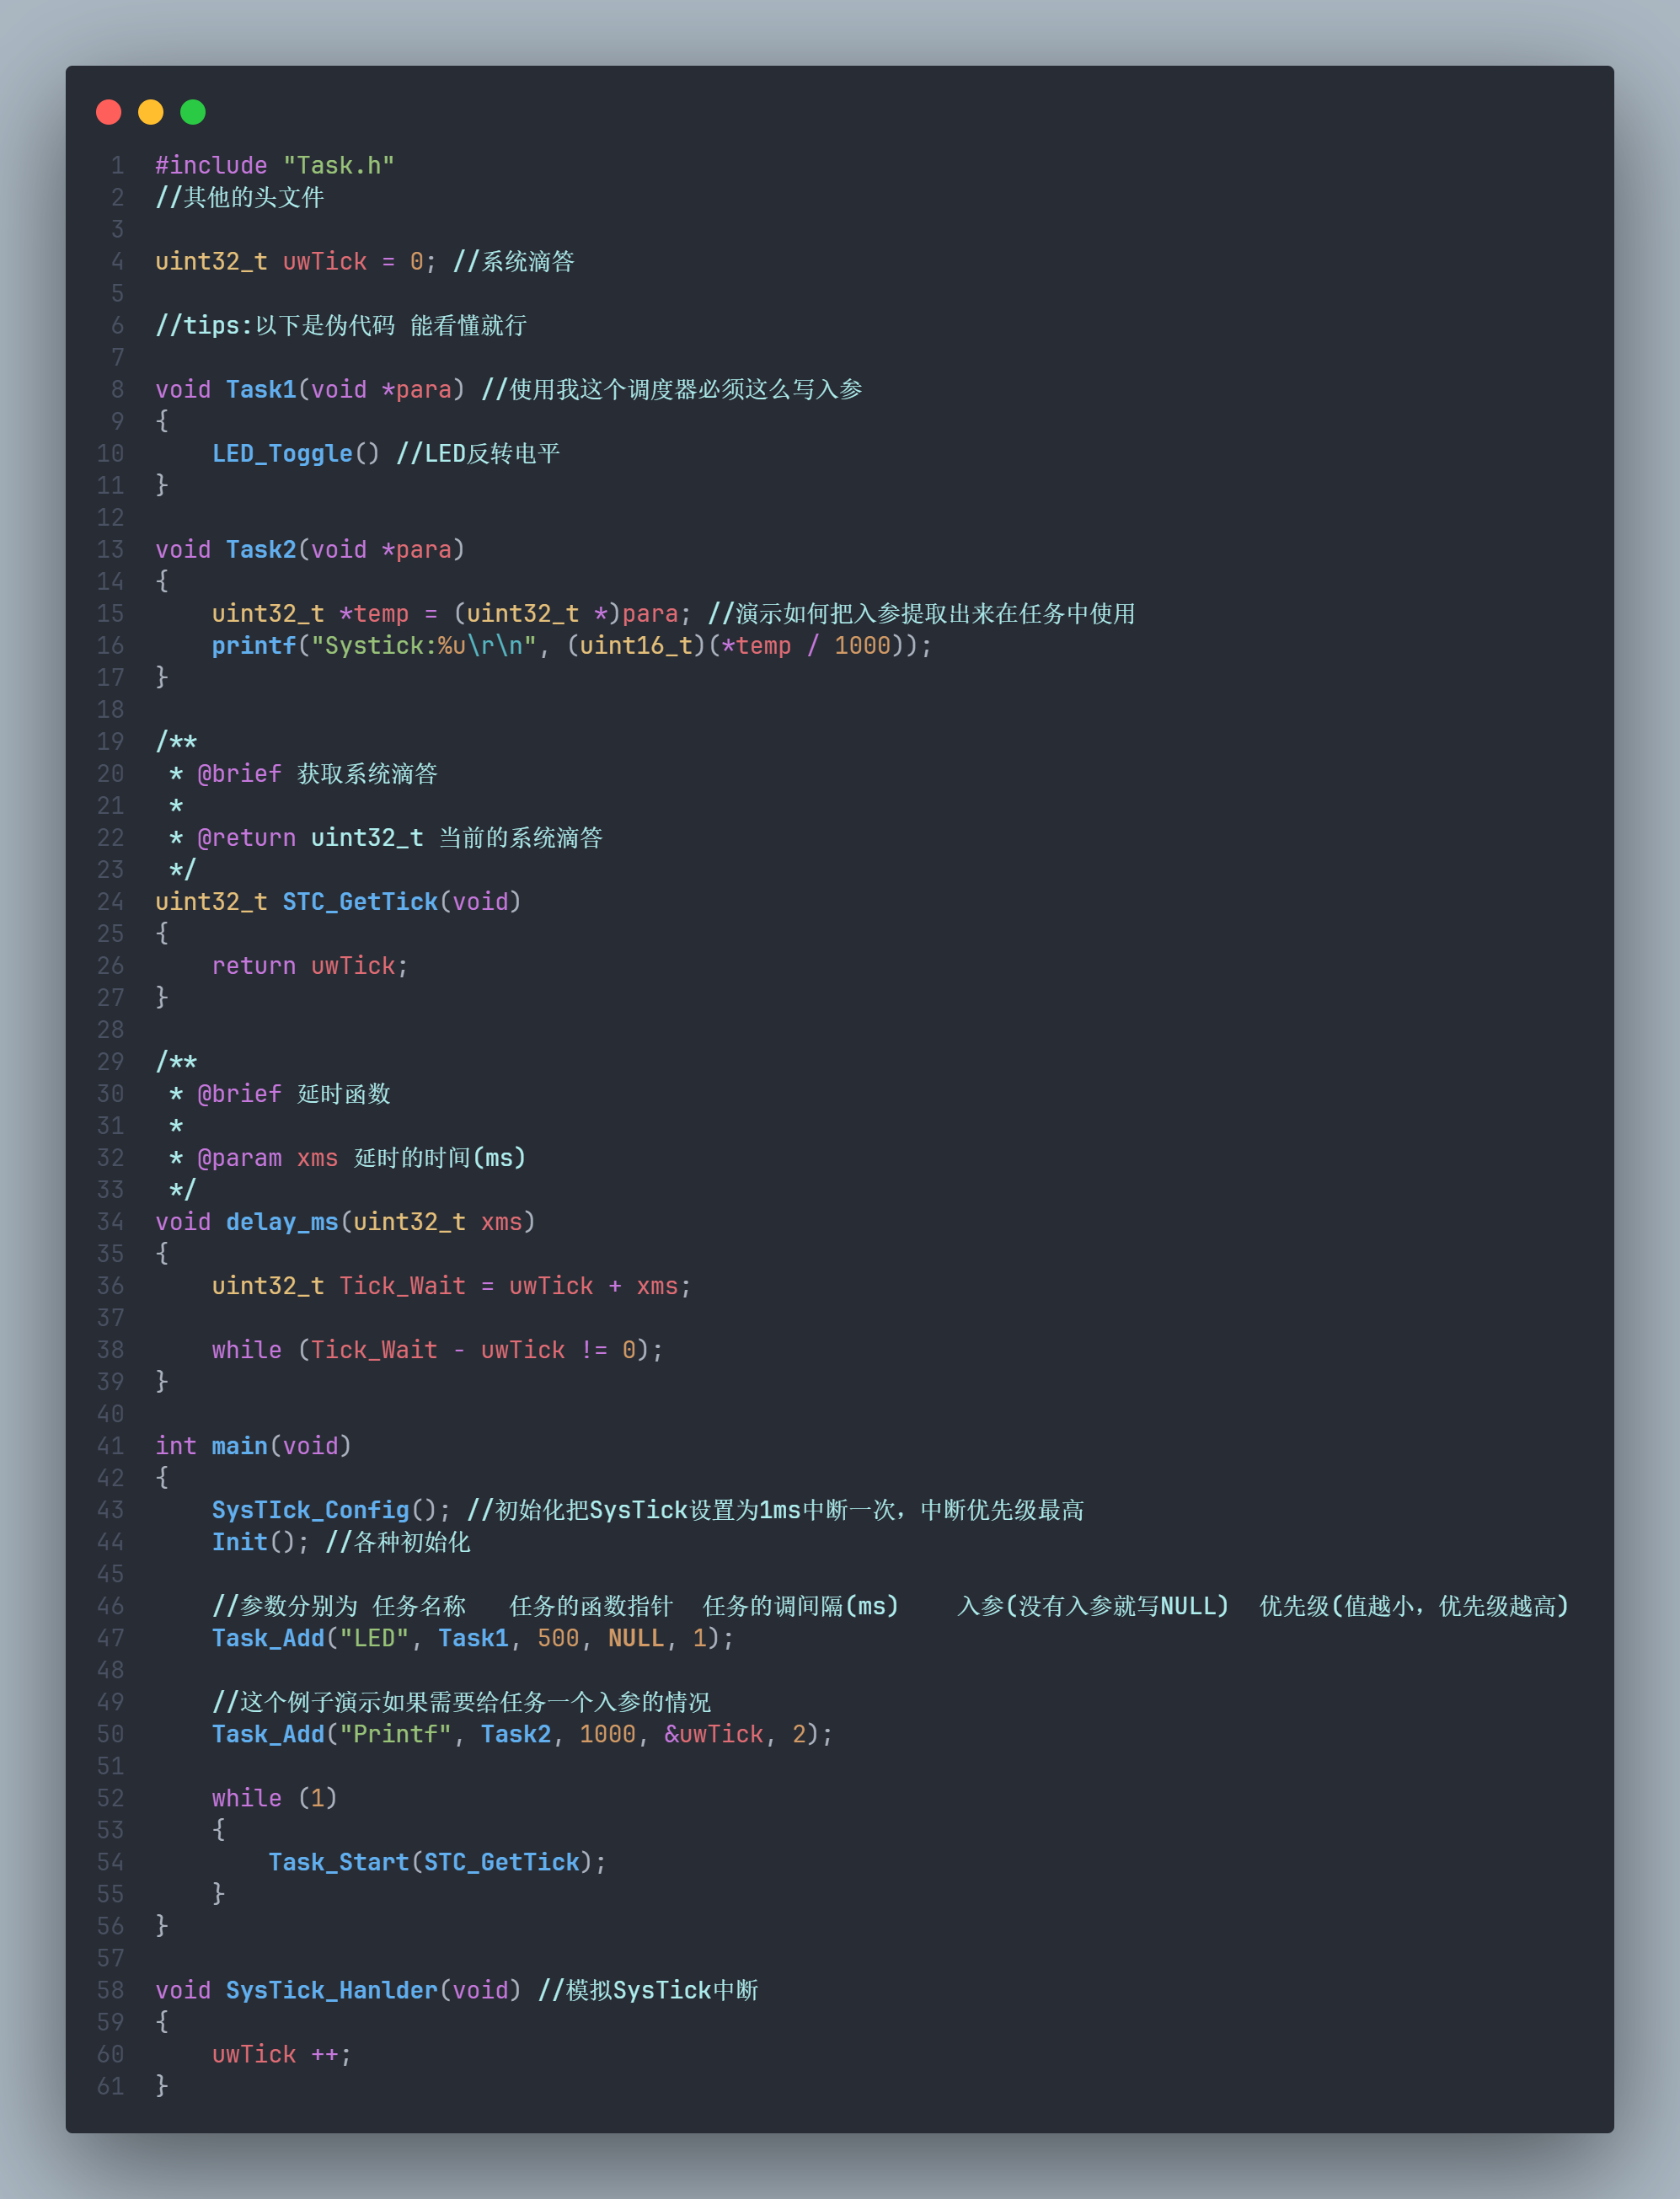 1 #include "Task.h"
2 //其他的头文件
3
4 uint32_t uwTick = 0; //系统滴答
5
6 //tips:以下是伪代码 能看懂就行
7
8 void Task1(void *para) //使用我这个调度器必须这么写入参
9 {
10     LED_Toggle() //LED反转电平
11 }
12
13 void Task2(void *para)
14 {
15     uint32_t *temp = (uint32_t *)para; //演示如何把入参提取出来在任务中使用
16     printf("Systick:%u\r\n", (uint16_t)(*temp / 1000));
17 }
18
19 /**
20  * @brief 获取系统滴答
21  *
22  * @return uint32_t 当前的系统滴答
23  */
24 uint32_t STC_GetTick(void)
25 {
26     return uwTick;
27 }
28
29 /**
30  * @brief 延时函数
31  *
32  * @param xms 延时的时间(ms)
33  */
34 void delay_ms(uint32_t xms)
35 {
36     uint32_t Tick_Wait = uwTick + xms;
37
38     while (Tick_Wait - uwTick != 0);
39 }
40
41 int main(void)
42 {
43     SysTIck_Config(); //初始化把SysTick设置为1ms中断一次，中断优先级最高
44     Init(); //各种初始化
45
46     //参数分别为 任务名称   任务的函数指针  任务的调间隔(ms)    入参(没有入参就写NULL)  优先级(值越小，优先级越高)
47     Task_Add("LED", Task1, 500, NULL, 1);
48
49     //这个例子演示如果需要给任务一个入参的情况
50     Task_Add("Printf", Task2, 1000, &uwTick, 2);
51
52     while (1)
53     {
54         Task_Start(STC_GetTick);
55     }
56 }
57
58 void SysTick_Hanlder(void) //模拟SysTick中断
59 {
60     uwTick ++;
61 }